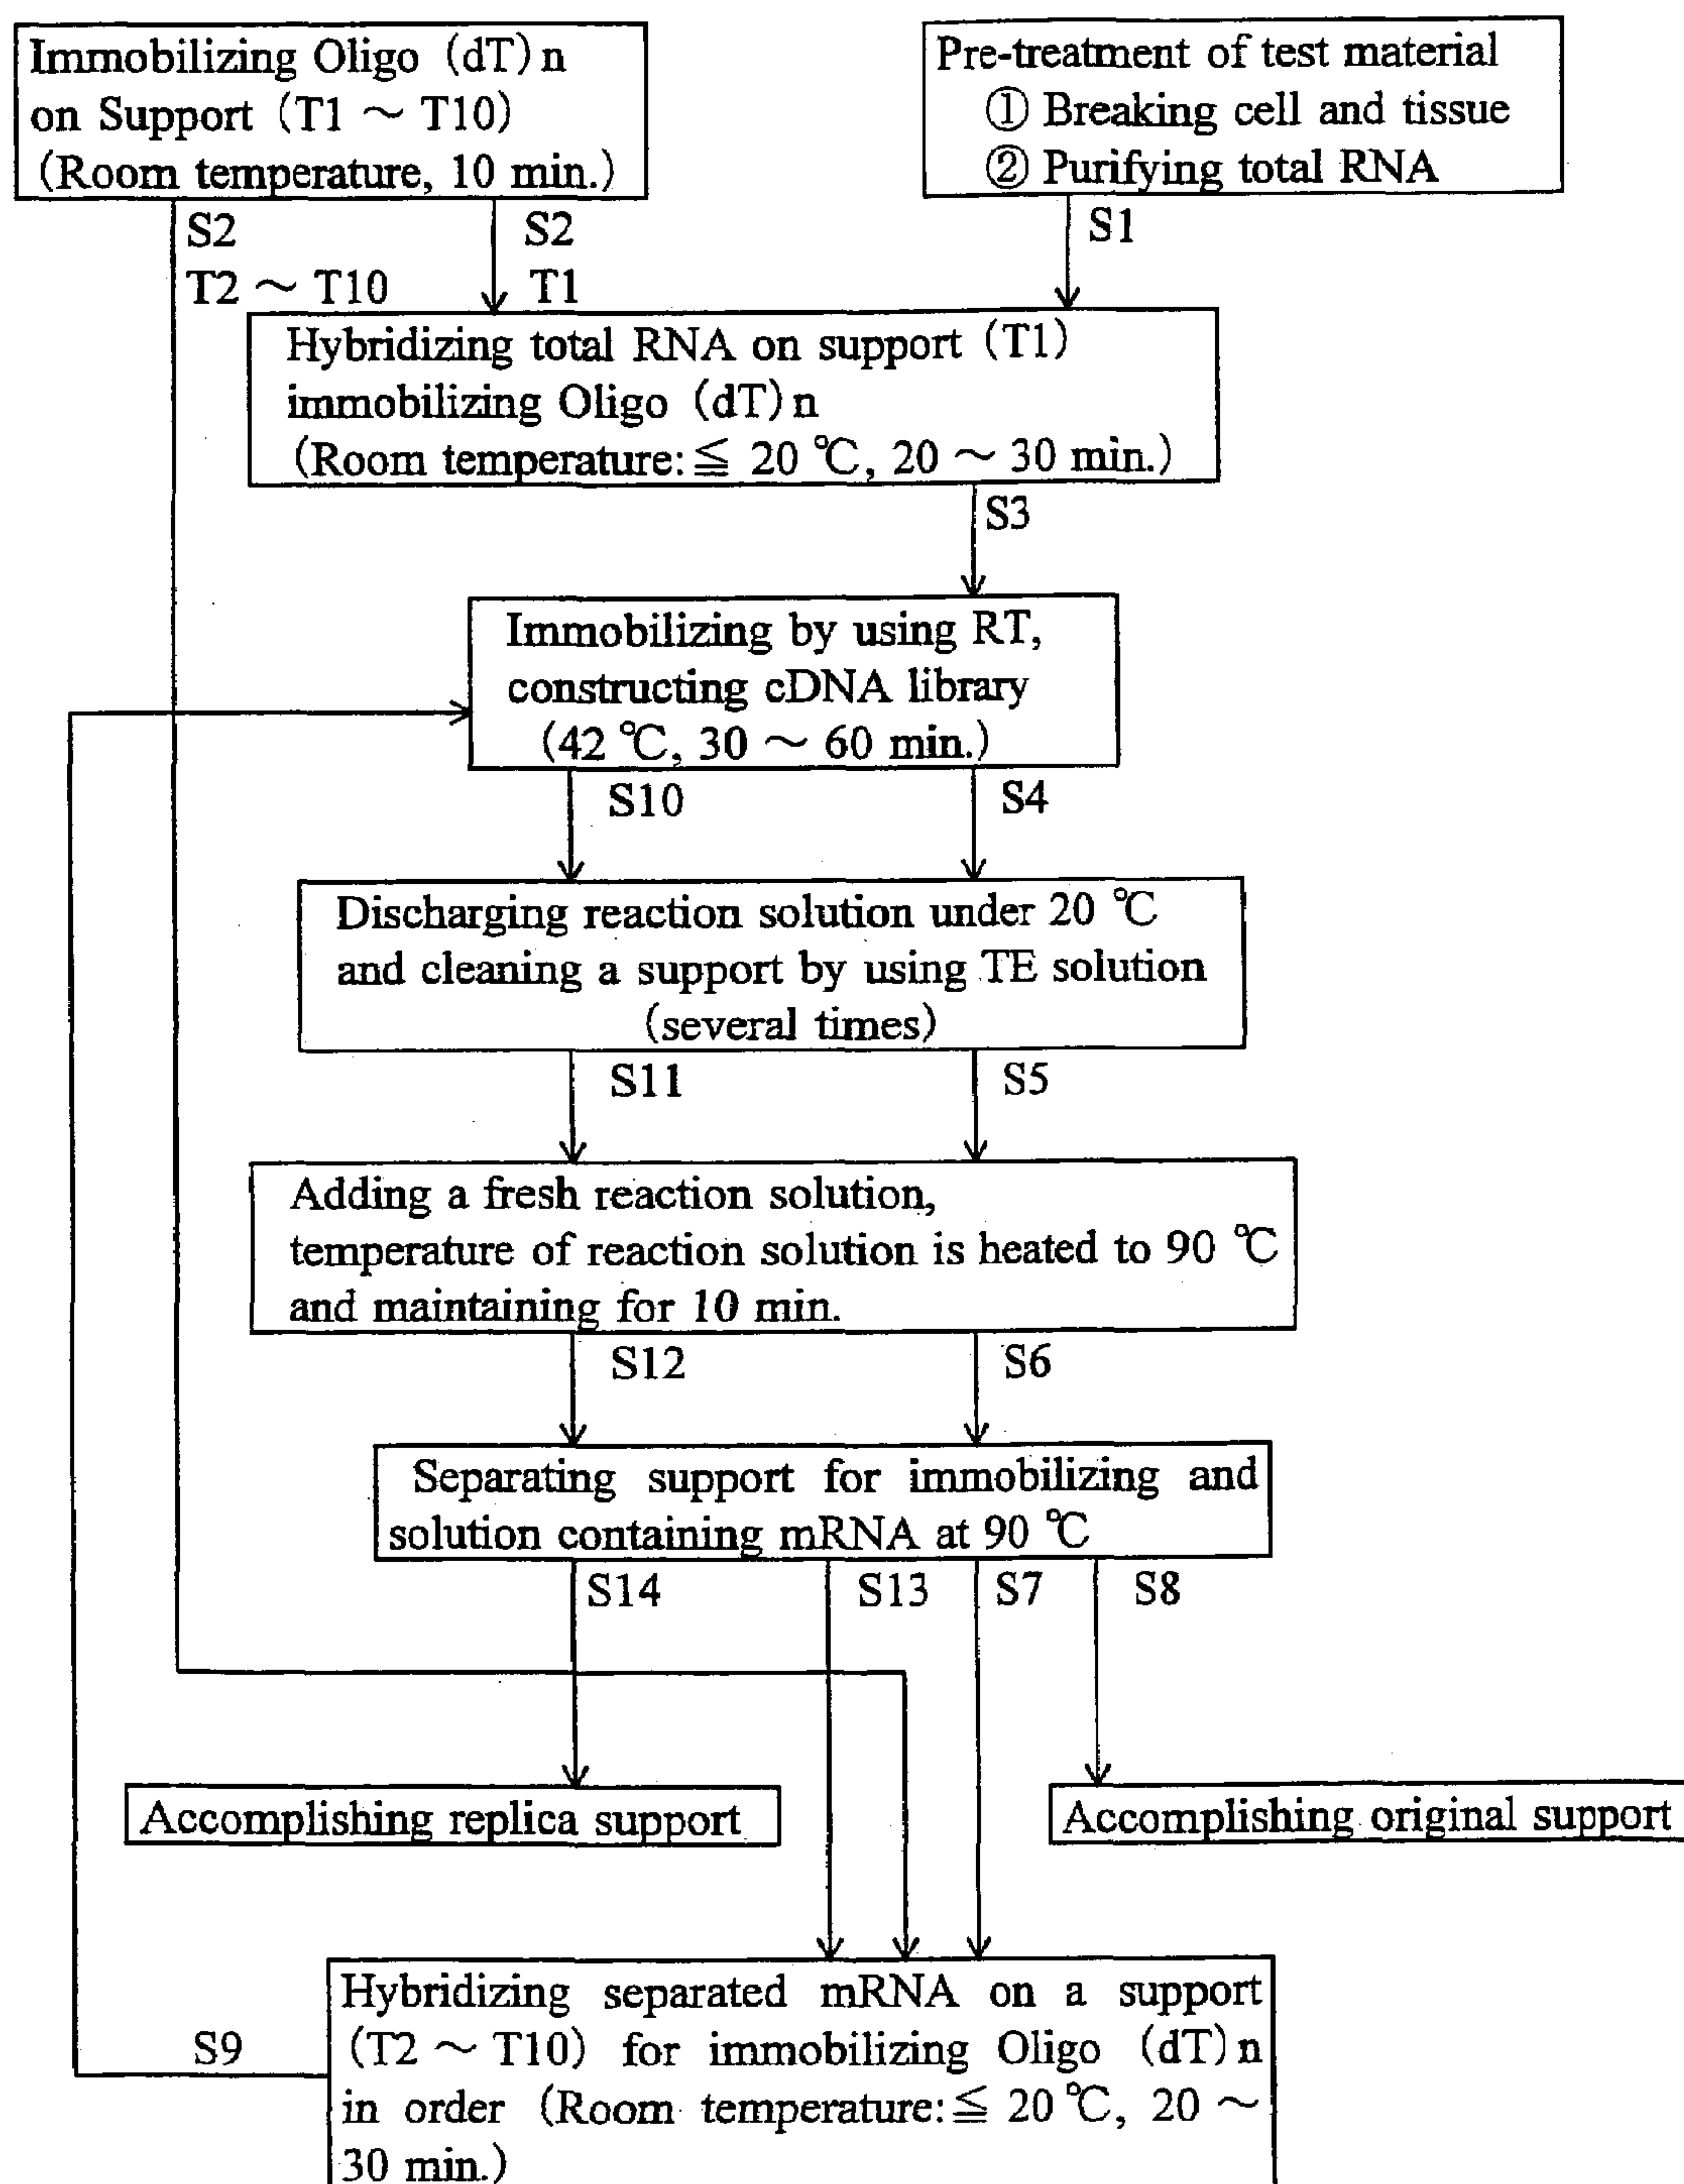 Immobilizing Oligo (dT)n
on Support (T1 ～ T10)
(Room temperature, 10 min.)
Pre-treatment of test material
① Breaking cell and tissue
② Purifying total RNA
S2
T2 ～ T10
S2
T1
S1
Hybridizing total RNA on support (T1)
immobilizing Oligo (dT)n
(Room temperature:≦ 20 ℃, 20 ～ 30 min.)
S3
Immobilizing by using RT,
constructing cDNA library
(42 ℃, 30 ～ 60 min.)
S10
S4
Discharging reaction solution under 20 ℃
and cleaning a support by using TE solution
(several times)
S11
S5
Adding a fresh reaction solution,
temperature of reaction solution is heated to 90 ℃
and maintaining for 10 min.
S12
S6
Separating support for immobilizing and
solution containing mRNA at 90 ℃
S14
S13
S7
S8
Accomplishing replica support
Accomplishing original support
Hybridizing separated mRNA on a support
(T2 ～ T10) for immobilizing Oligo (dT)n
in order (Room temperature:≦ 20 ℃, 20 ～
30 min.)
S9